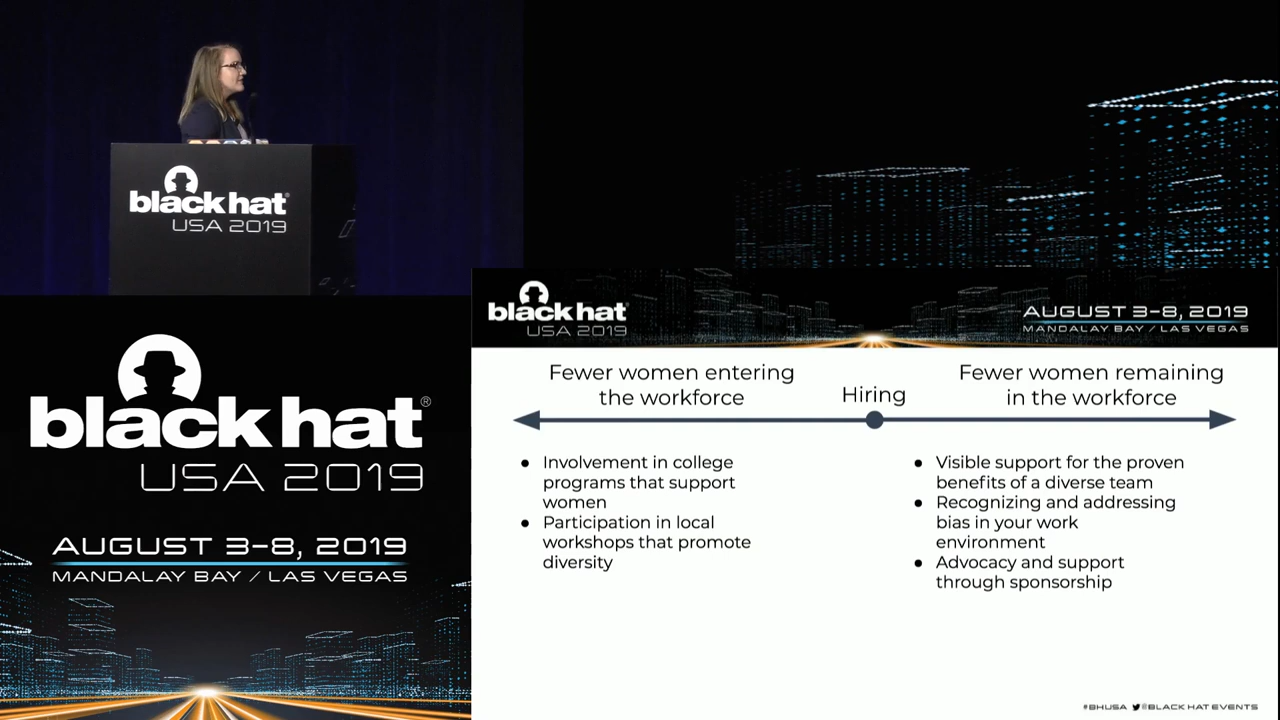 black hat®
USA 2019
black hat®
USA 2019
AUGUST 3-8, 2019
MANDALAY BAY / LAS VEGAS
black hat®
USA 2019
AUGUST 3-8, 2019
MANDALAY BAY / LAS VEGAS
Fewer women entering
the workforce
Hiring
Fewer women remaining
in the workforce
● Involvement in college
programs that support
women
● Participation in local
workshops that promote
diversity
● Visible support for the proven
benefits of a diverse team
● Recognizing and addressing
bias in your work
environment
● Advocacy and support
through sponsorship
#BHUSA @BLACK HAT EVENTS